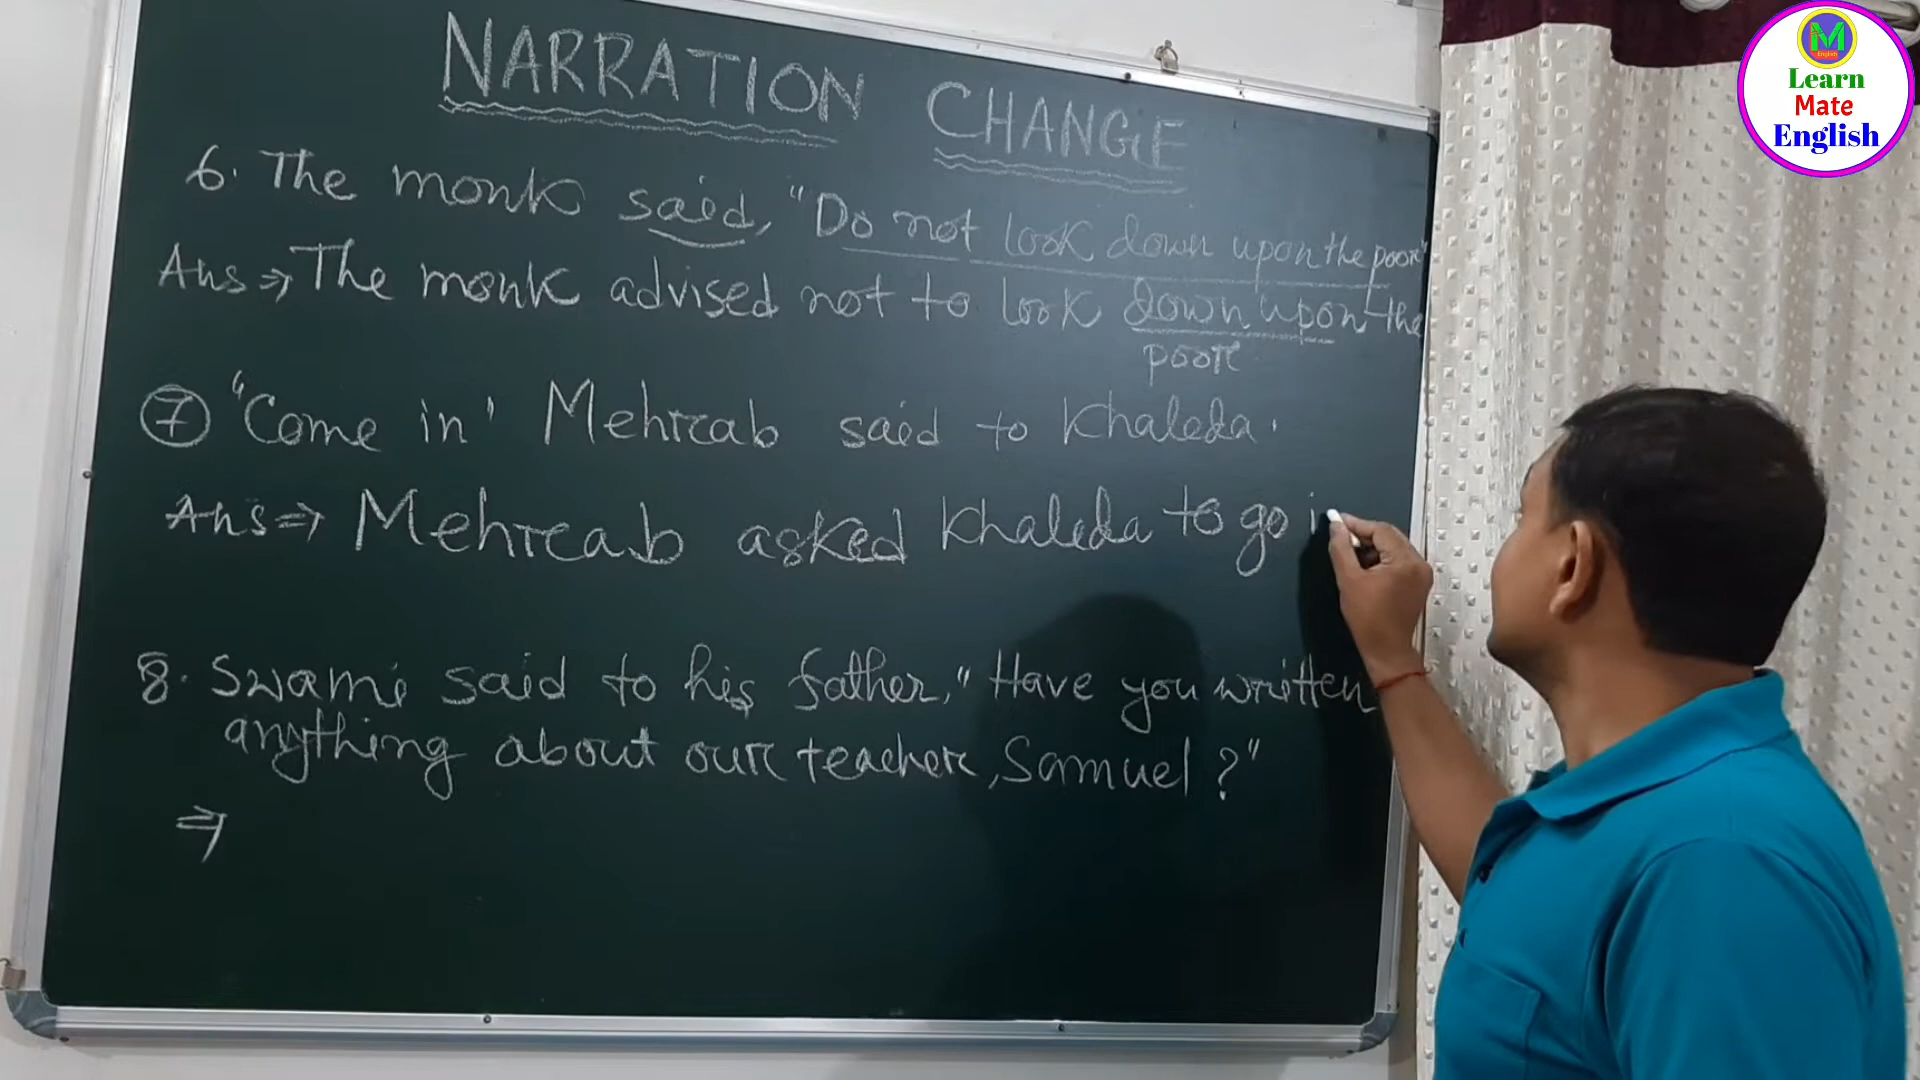 NARRATION CHANGE
6. The monk said, "Do not look down upon the poor"
Ans ⇒ The monk advised not to look down upon the
poor
7 "Come in" Mehrab said to Khaleda.
Ans ⇒ Mehrab asked Khaleda to go i
8. Swami said to his father, "Have you written
anything about our teacher, Samuel ?"
⇒
M
English
Learn
Mate
English